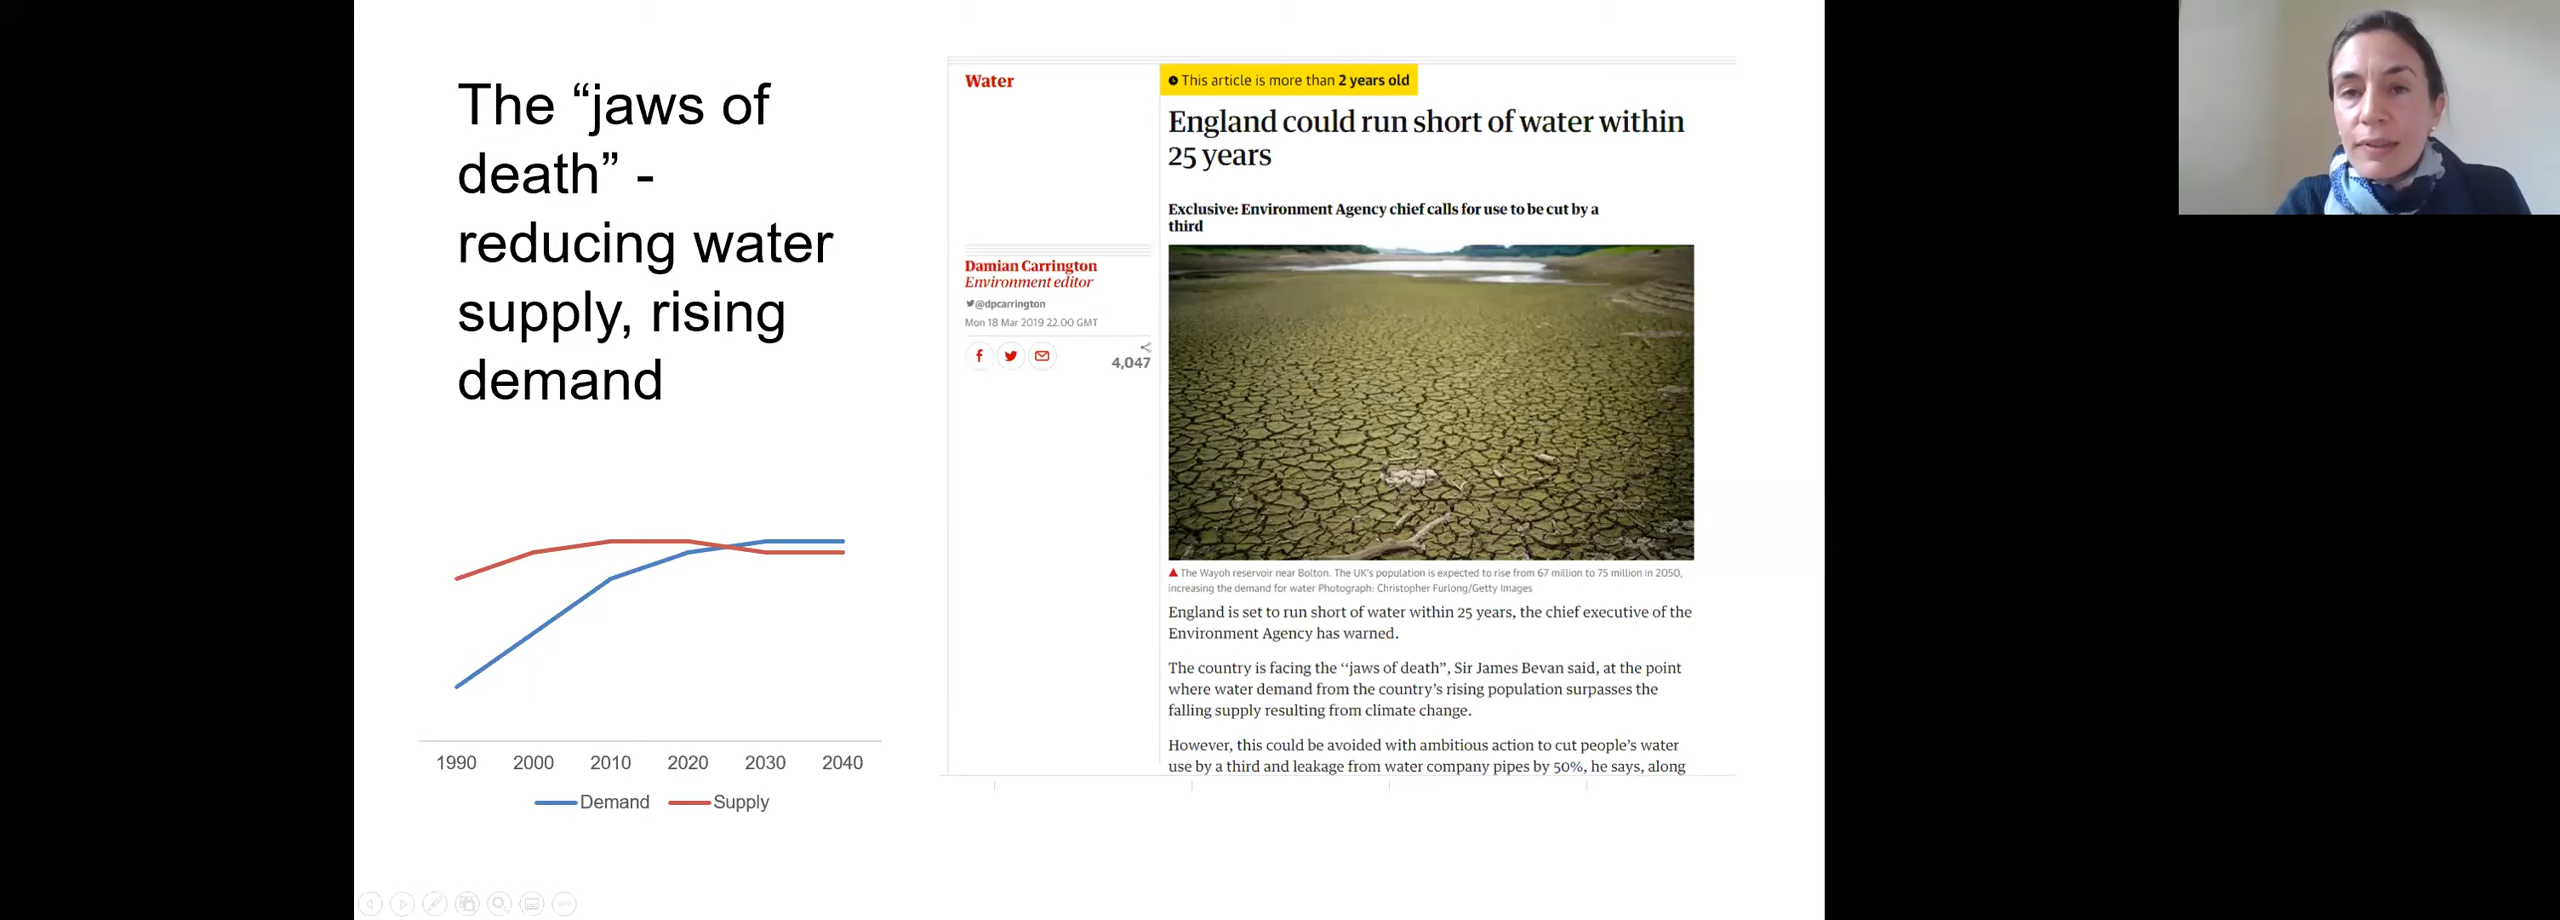 The “jaws of
death” -
reducing water
supply, rising
demand
1990 2000 2010 2020 2030 2040
Demand Supply
Water
This article is more than 2 years old
England could run short of water within
25 years
Exclusive: Environment Agency chief calls for use to be cut by a
third
Damian Carrington
Environment editor
@dpcarrington
Mon 18 Mar 2019 22.00 GMT
4,047
The Wayoh reservoir near Bolton. The UK's population is expected to rise from 67 million to 75 million in 2050,
increasing the demand for water Photograph: Christopher Furlong/Getty Images
England is set to run short of water within 25 years, the chief executive of the
Environment Agency has warned.
The country is facing the ‘‘jaws of death”, Sir James Bevan said, at the point
where water demand from the country’s rising population surpasses the
falling supply resulting from climate change.
However, this could be avoided with ambitious action to cut people’s water
use by a third and leakage from water company pipes by 50%, he says, along